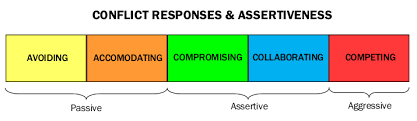 CONFLICT RESPONSES & ASSERTIVENESS
AVOIDING ACCOMODATING COMPROMISING COLLABORATING COMPETING
Passive Assertive Aggressive